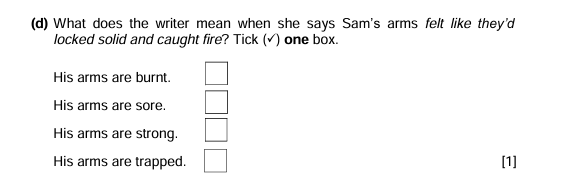 (d) What does the writer mean when she says Sam's arms felt like they'd
locked solid and caught fire? Tick (✓) one box.
His arms are burnt.
His arms are sore.
His arms are strong.
His arms are trapped. [1]